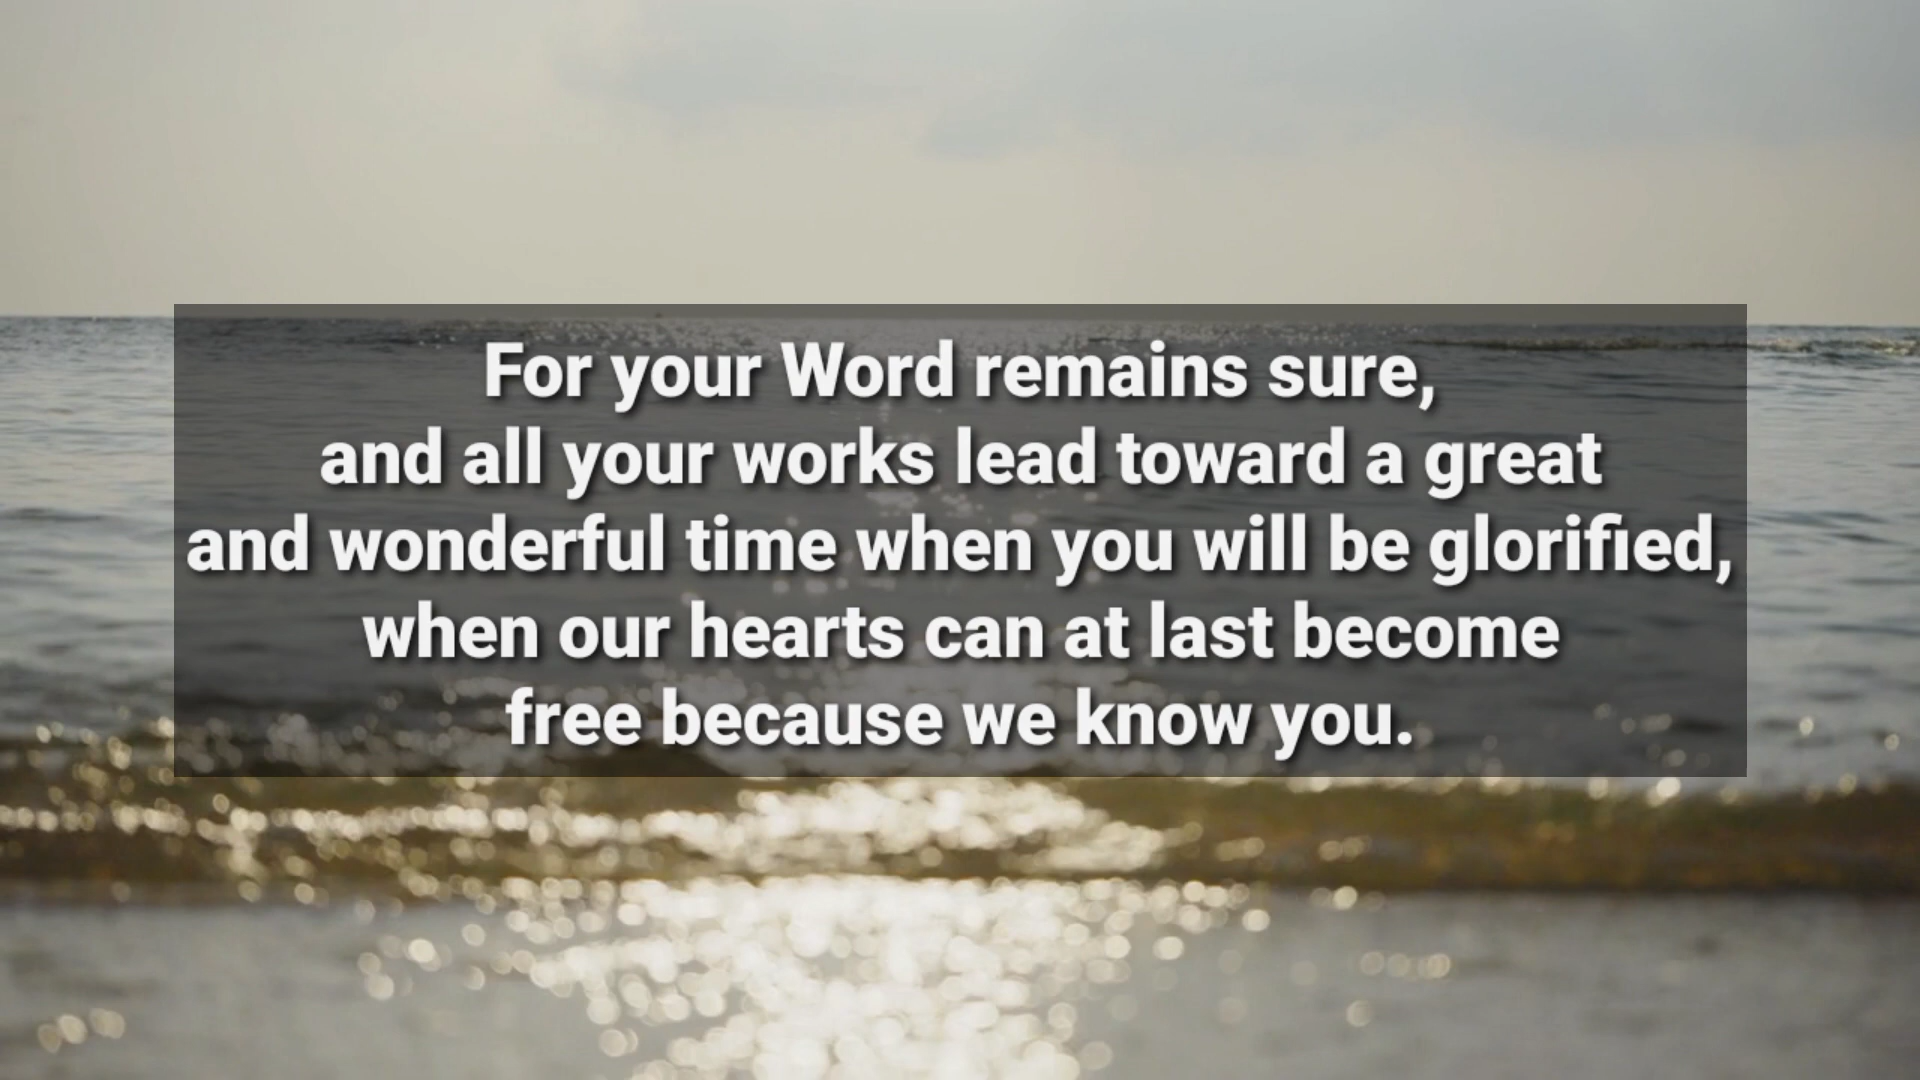 For your Word remains sure,
and all your works lead toward a great
and wonderful time when you will be glorified,
when our hearts can at last become
free because we know you.